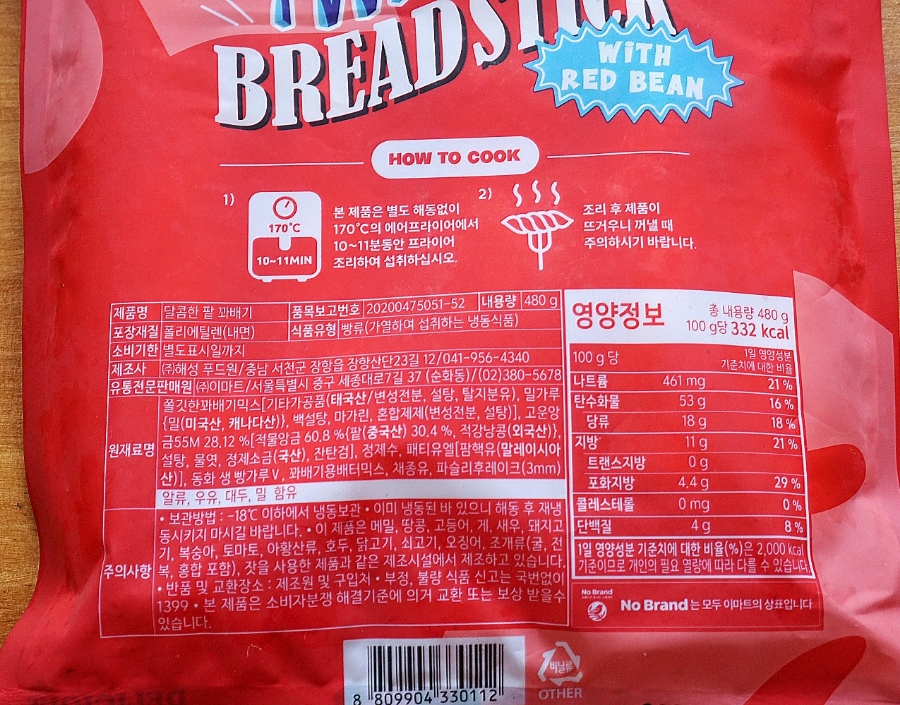 BREADSTICK
WITH
RED BEAN
HOW TO COOK
1)
170°C
10~11MIN
본 제품은 별도 해동없이
170°C의 에어프라이어에서
10~11분동안 프라이어
조리하여 섭취하십시오.
2)
조리 후 제품이
뜨거우니 꺼낼 때
주의하시기 바랍니다.
제품명 달콤한 팥 꽈배기 품목보고번호 20200475051-52 내용량 480 g
포장재질 폴리에틸렌(내면) 식품유형 빵류(가열하여 섭취하는 냉동식품)
소비기한 별도표시일까지
제조사 ㈜해성 푸드원/충남 서천군 장항읍 장항산단23길 12/041-956-4340
유통전문판매원 ㈜이마트/서울특별시 중구 세종대로7길 37 (순화동)/(02)380-5678
원재료명
쫄깃한꽈배기믹스[기타가공품(태국산/변성전분, 설탕, 탈지분유), 밀가루
{밀(미국산, 캐나다산)}, 백설탕, 마가린, 혼합제제(변성전분, 설탕)], 고운앙
금55M 28.12 %[적물앙금 60.8 %{팥(중국산) 30.4 %, 적강낭콩(외국산)},
설탕, 물엿, 정제소금(국산), 잔탄검], 정제수, 패티유엘[팜핵유(말레이시아
산)], 동화 생 빵가루V, 꽈배기용배터믹스, 채종유, 파슬리후레이크(3mm)
알류, 우유, 대두, 밀 함유
주의사항
• 보관방법 : -18℃ 이하에서 냉동보관 • 이미 냉동된 바 있으니 해동 후 재냉
동시키지 마시길 바랍니다. • 이 제품은 메밀, 땅콩, 고등어, 게, 새우, 돼지고
기, 복숭아, 토마토, 아황산류, 호두, 닭고기, 쇠고기, 오징어, 조개류(굴, 전
복, 홍합 포함), 잣을 사용한 제품과 같은 제조시설에서 제조하고 있습니다.
• 반품 및 교환장소 : 제조원 및 구입처 • 부정, 불량 식품 신고는 국번없이
1399 • 본 제품은 소비자분쟁 해결기준에 의거 교환 또는 보상 받을수
있습니다.
영양정보
총 내용량 480 g
100 g당 332 kcal
100 g 당 1일 영양성분
기준치에 대한 비율
나트륨 461 mg 21 %
탄수화물 53 g 16 %
당류 18 g 18 %
지방 11 g 21 %
트랜스지방 0 g
포화지방 4.4 g 29 %
콜레스테롤 0 mg 0 %
단백질 4 g 8 %
1일 영양성분 기준치에 대한 비율(%)은 2,000 kcal
기준이므로 개인의 필요 열량에 따라 다를 수 있습니다.
No Brand
No Brand 는 모두 이마트의 상표입니다
8 809904 330112
비닐류
OTHER